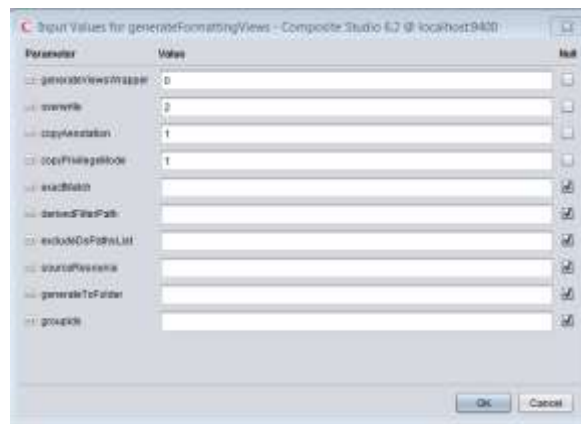 Input Values for generateFormattingViews - Composite Studio 6.2 @ localhost:9400
Parameter Value Null
generateViewsWrapper 0
overwrite 2
copyAnnotation 1
copyPrivilegeMode 1
exactMatch
derivedFilterPath
excludeDsPathsList
sourceResource
generateToFolder
groupIds
OK Cancel